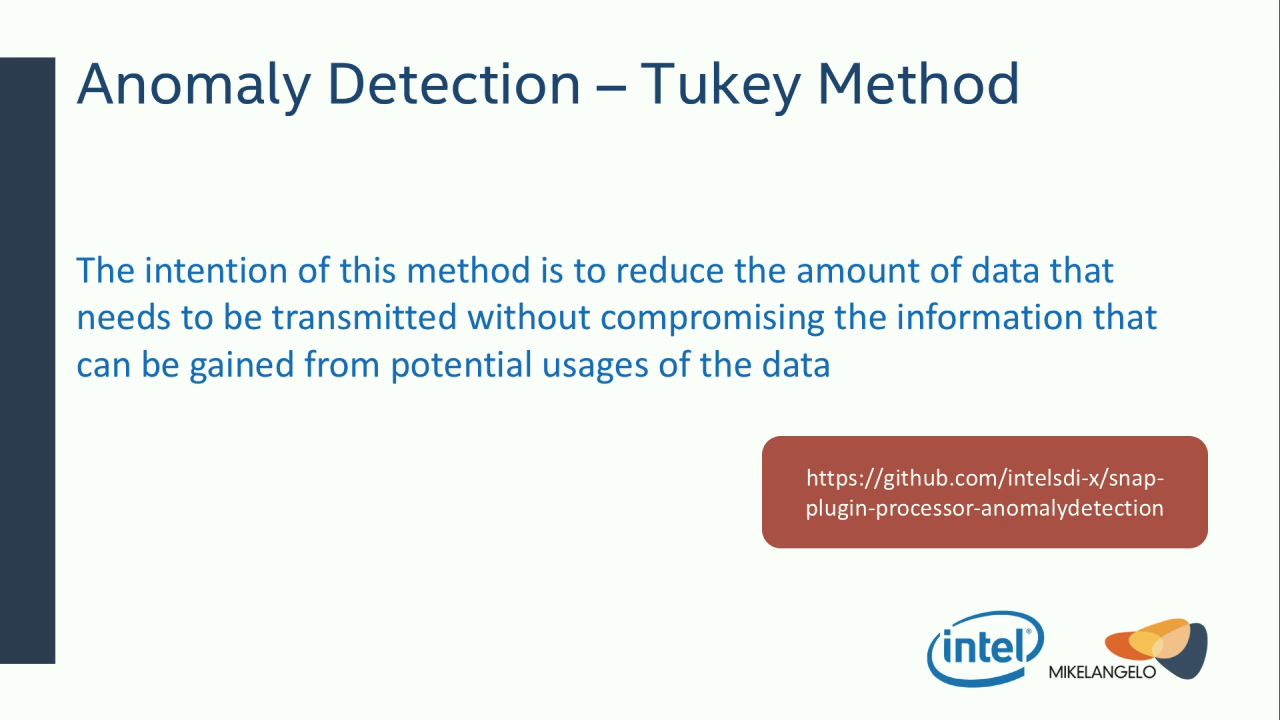 Anomaly Detection – Tukey Method
The intention of this method is to reduce the amount of data that
needs to be transmitted without compromising the information that
can be gained from potential usages of the data
https://github.com/intelsdi-x/snap-
plugin-processor-anomalydetection
intel®
MIKELANGELO